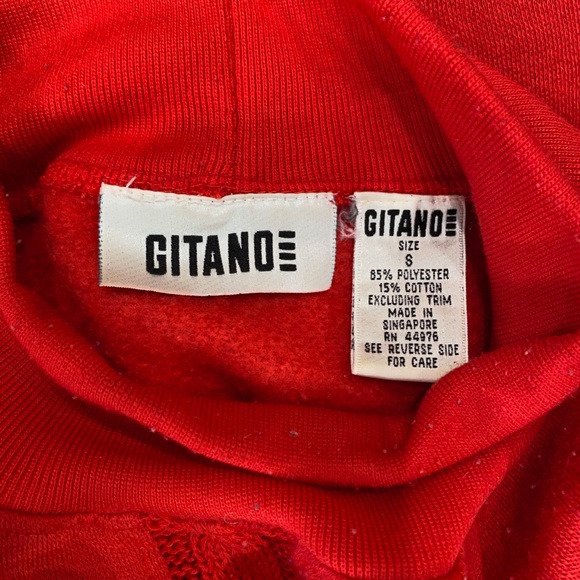 GITANO
GITANO
SIZE
S
85% POLYESTER
15% COTTON
EXCLUDING TRIM
MADE IN
SINGAPORE
RN 44976
SEE REVERSE SIDE
FOR CARE